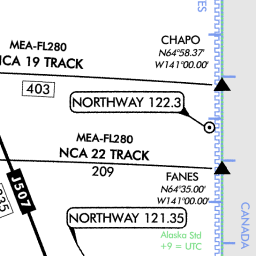 ES
MEA-FL280
NCA 19 TRACK
403
CHAPO
N64°58.37'
W141°00.00'
NORTHWAY 122.3
MEA-FL280
NCA 22 TRACK
209
FANES
N64°35.00'
W141°00.00'
J507
235
NORTHWAY 121.35
Alaska Std
+9 = UTC
CANADA